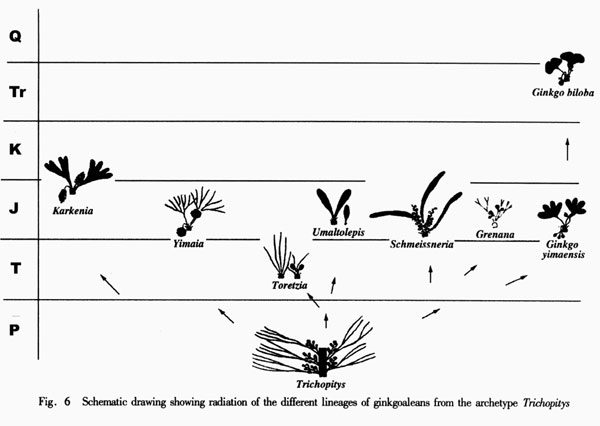 Q
Tr
Ginkgo biloba
K
J
Karkenia
Yimaia
Umaltolepis
Schmeissneria
Grenana
Ginkgo
yimaensis
T
Toretzia
P
Trichopitys
Fig. 6 Schematic drawing showing radiation of the different lineages of ginkgoaleans from the archetype Trichopitys